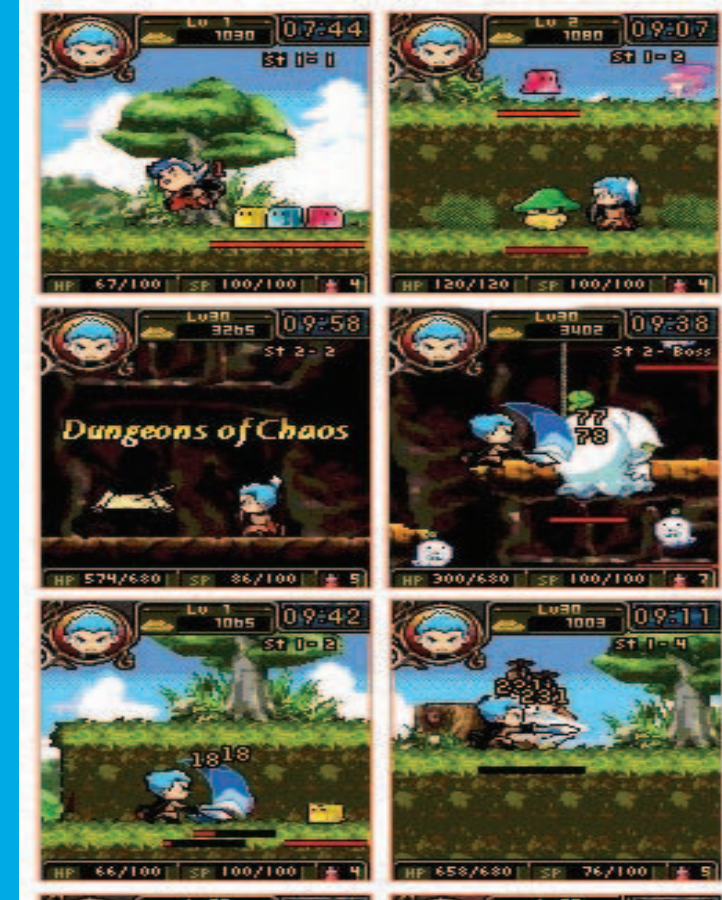 Lv 1
1030
07:44
St 1-1
HP 67/100 SP 100/100 4
Lv 2
1080
09:07
St 1-2
HP 120/120 SP 100/100 4
Lv30
3265
09:58
St 2-2
Dungeons of Chaos
HP 574/680 SP 86/100 5
Lv30
3402
09:38
St 2-Boss
77
78
HP 300/680 SP 100/100 7
Lv 1
1065
09:42
St 1-2
18 18
HP 66/100 SP 100/100 4
Lv30
1003
09:11
St 1-4
HP 658/680 SP 76/100 5